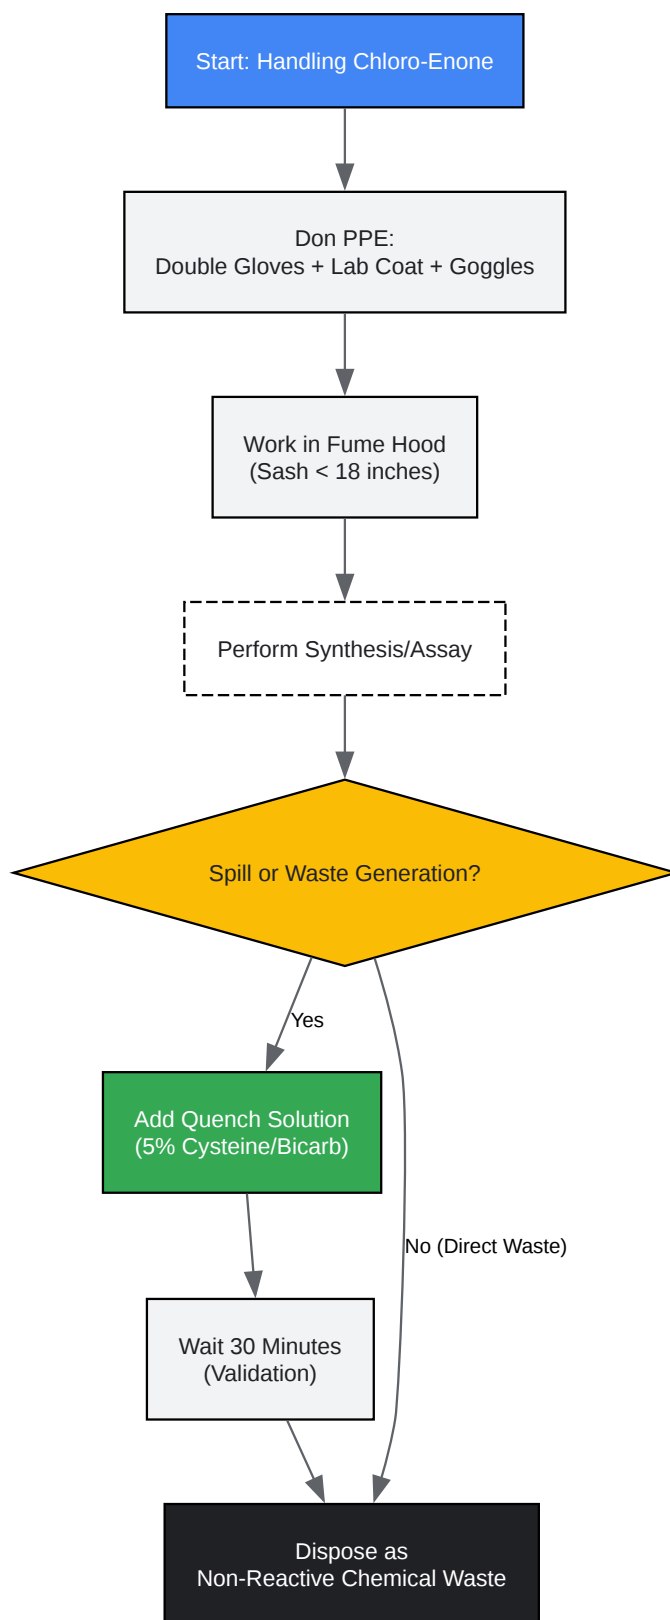 Start: Handling Chloro-Enone
Don PPE:
Double Gloves + Lab Coat + Goggles
Work in Fume Hood
(Sash < 18 inches)
Perform Synthesis/Assay
Spill or Waste Generation?
Yes
Add Quench Solution
(5% Cysteine/Bicarb)
No (Direct Waste)
Wait 30 Minutes
(Validation)
Dispose as
Non-Reactive Chemical Waste